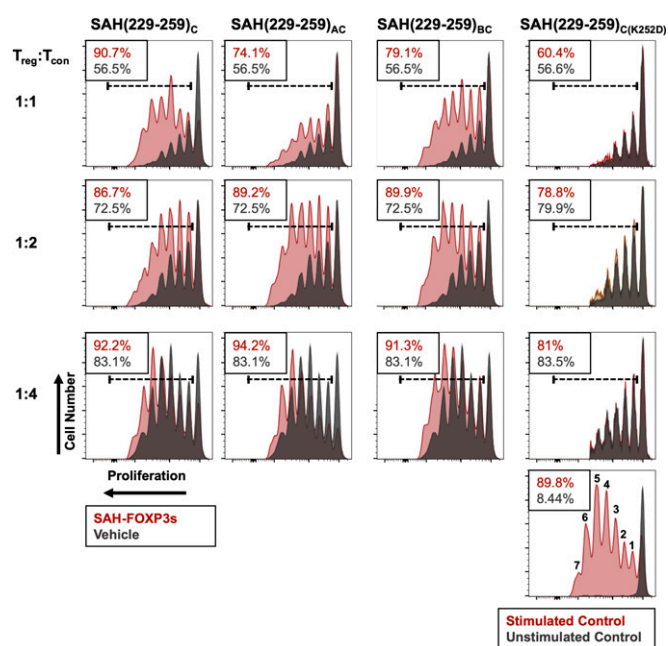 SAH(229-259)C SAH(229-259)AC SAH(229-259)BC SAH(229-259)C(K252D)
Treg:Tcon
1:1
90.7% 74.1% 79.1% 60.4%
56.5% 56.5% 56.5% 56.6%
1:2
86.7% 89.2% 89.9% 78.8%
72.5% 72.5% 72.5% 79.9%
1:4
92.2% 94.2% 91.3% 81%
83.1% 83.1% 83.1% 83.5%
Cell Number
Proliferation
SAH-FOXP3s
Vehicle
89.8%
8.44%
7 6 5 4 3 2 1
Stimulated Control
Unstimulated Control